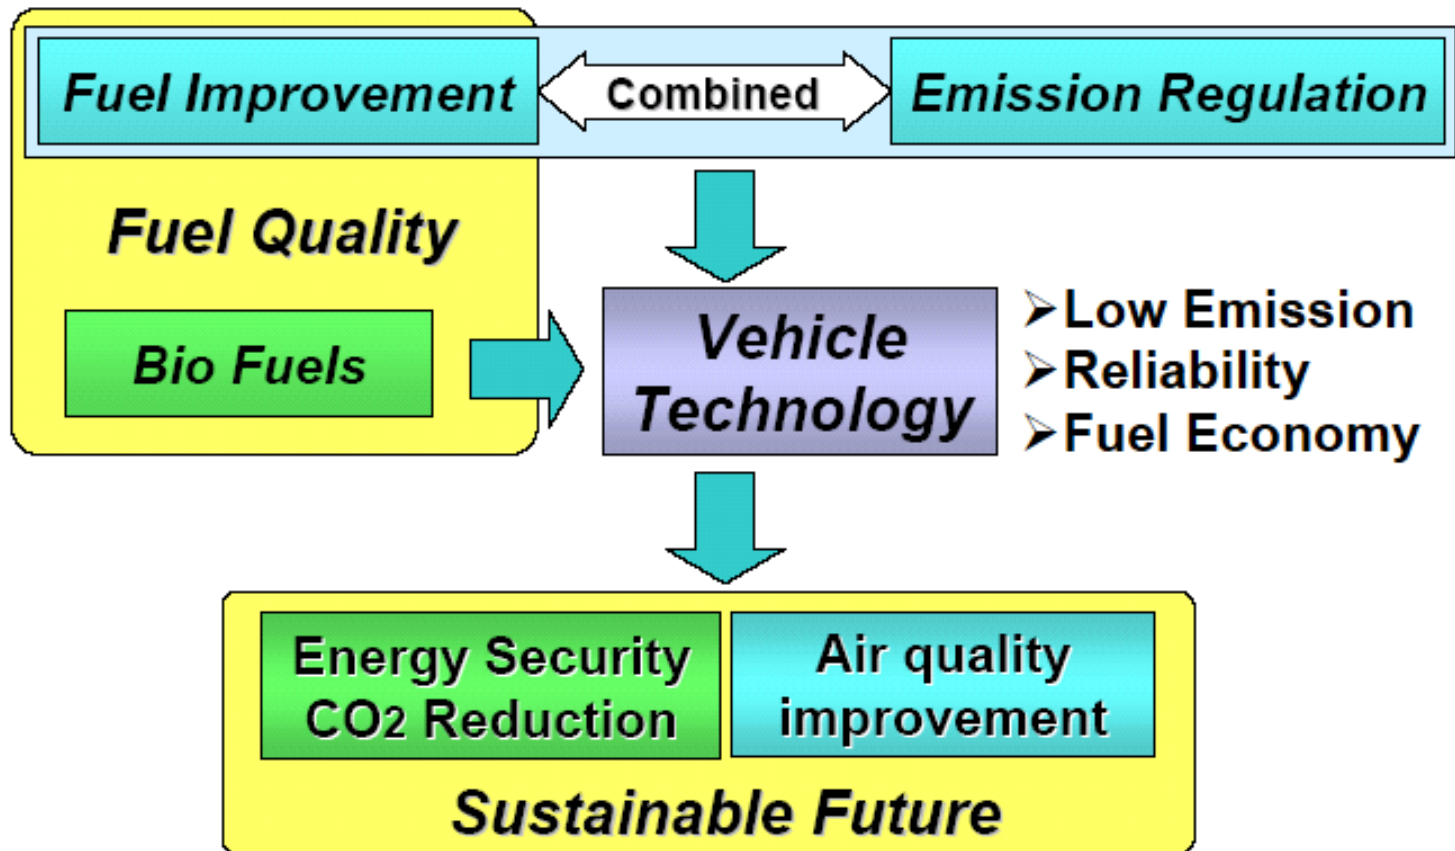 Fuel Improvement
Combined
Emission Regulation
Fuel Quality
Bio Fuels
Vehicle
Technology
➢Low Emission
➢Reliability
➢Fuel Economy
Energy Security
CO2 Reduction
Air quality
improvement
Sustainable Future